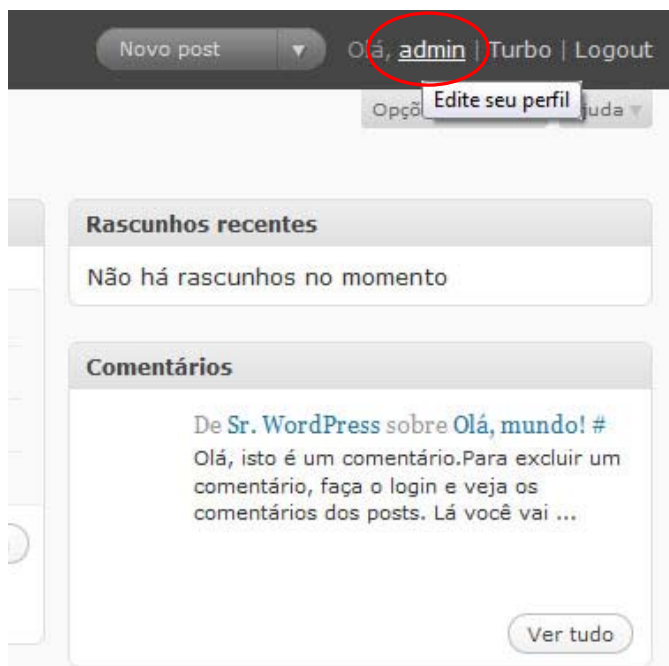 Novo post Olá, admin | Turbo | Logout
Edite seu perfil
Rascunhos recentes
Não há rascunhos no momento
Comentários
De Sr. WordPress sobre Olá, mundo! #
Olá, isto é um comentário.Para excluir um
comentário, faça o login e veja os
comentários dos posts. Lá você vai ...
Ver tudo